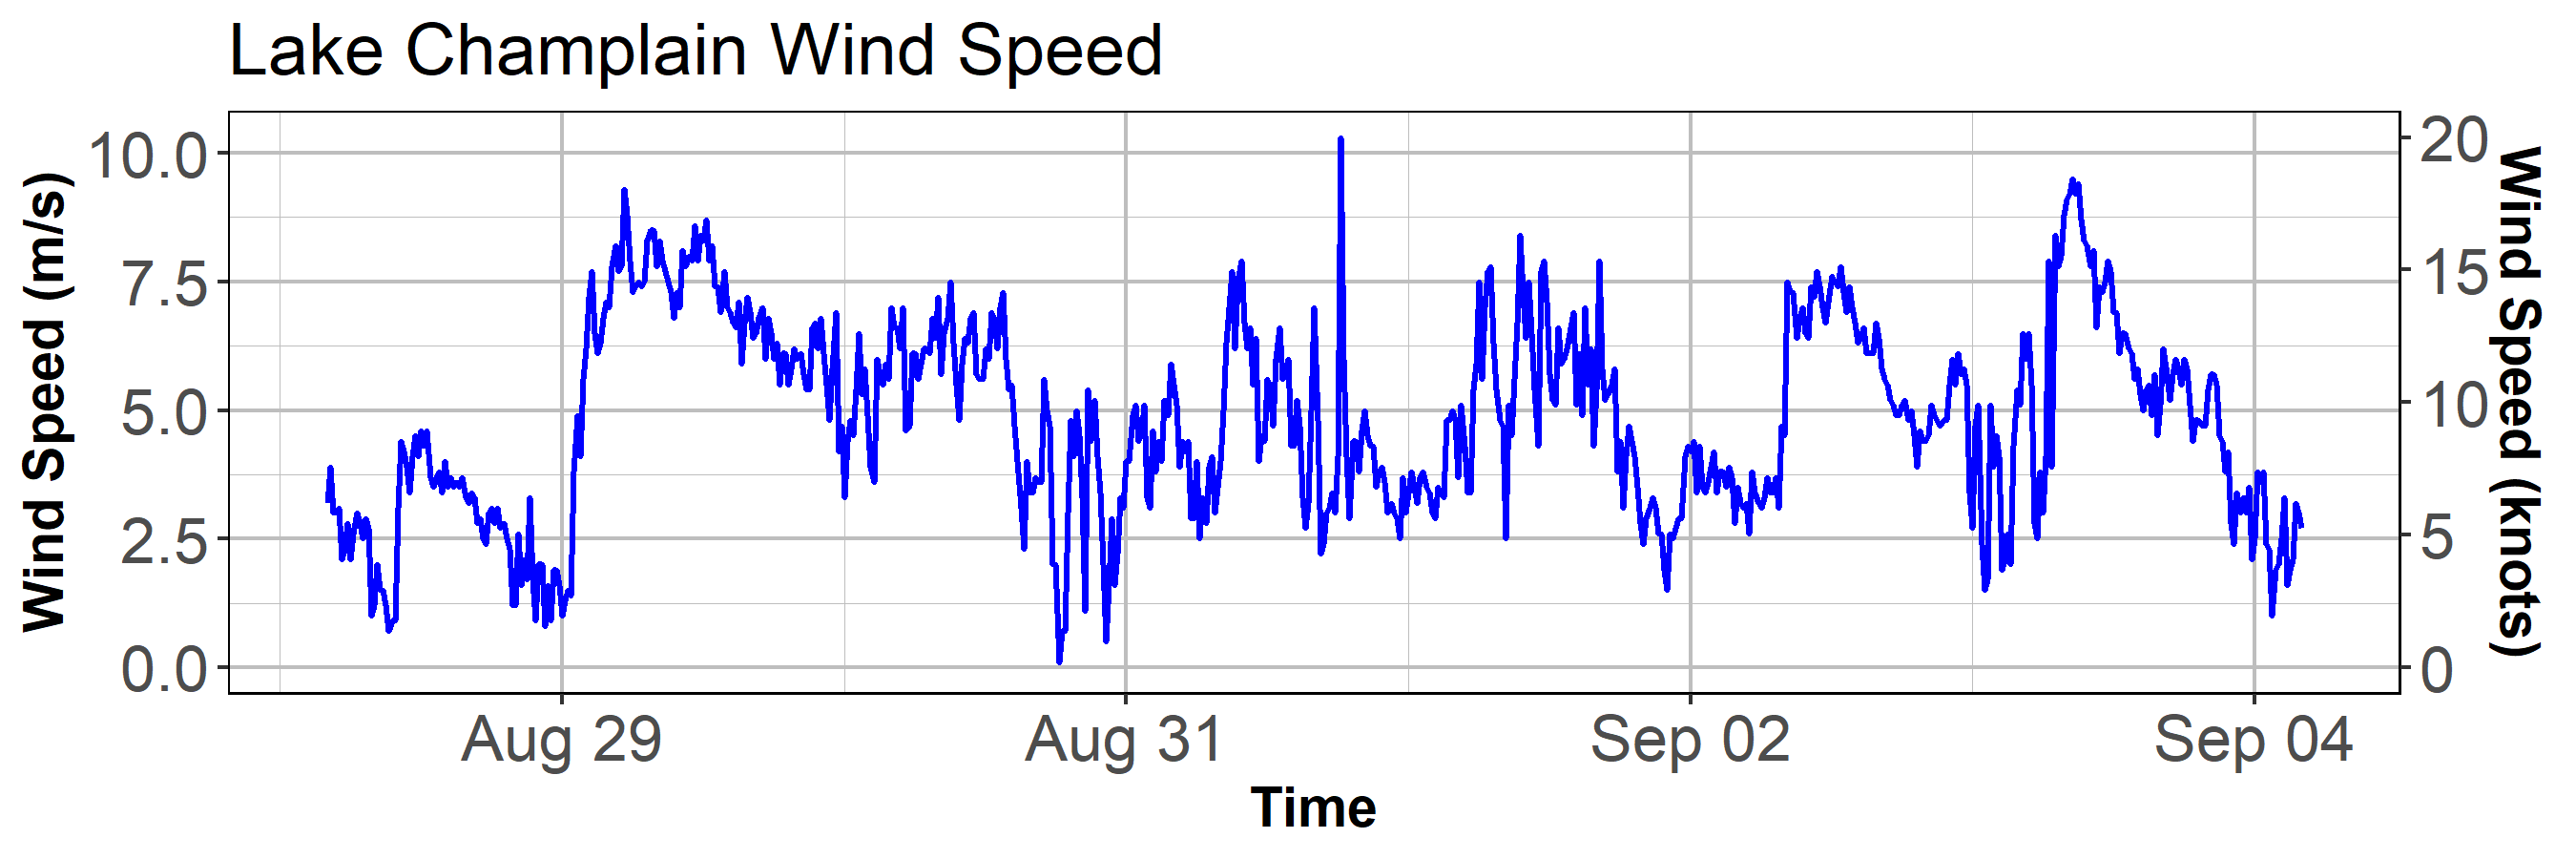 Lake Champlain Wind Speed
Wind Speed (m/s)
10.0
7.5
5.0
2.5
0.0
20
15
10
5
0
Wind Speed (knots)
Aug 29
Aug 31
Sep 02
Sep 04
Time